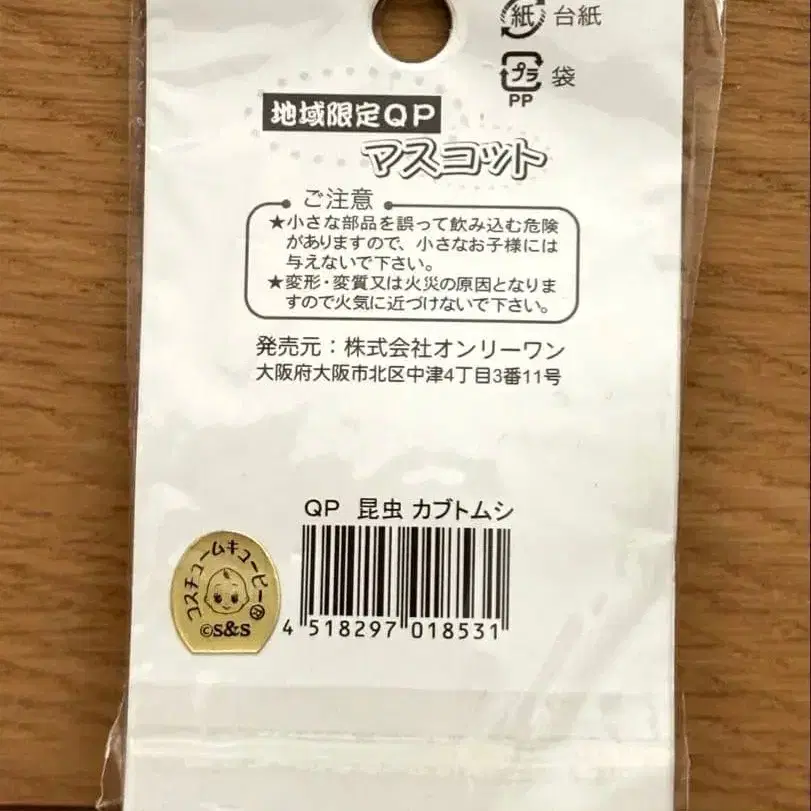 紙 台紙
プラ 袋
PP
地域限定QP
マスコット
ご注意
★小さな部品を誤って飲み込む危険
がありますので、小さなお子様には
与えないで下さい。
★変形・変質又は火災の原因となりま
すので火気に近づけないで下さい。
発売元：株式会社オンリーワン
大阪府大阪市北区中津4丁目3番11号
QP 昆虫 カブトムシ
コスチュームキューピー®
©S&S
4 518297 018531